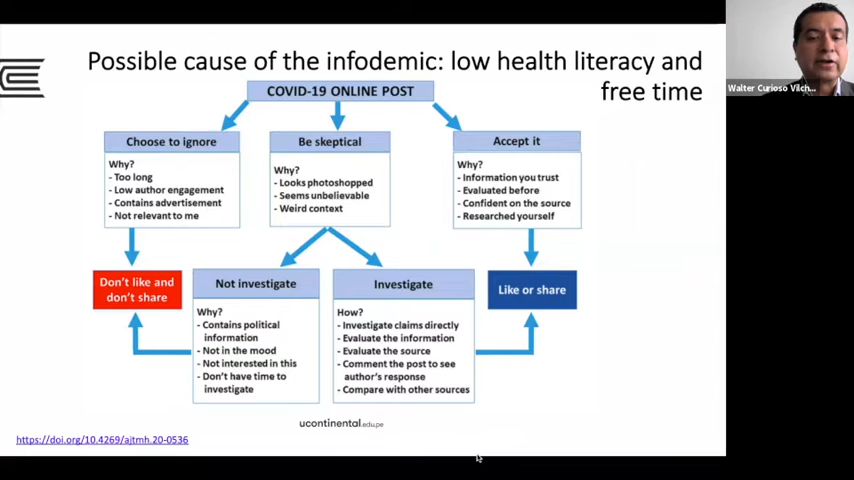 Possible cause of the infodemic: low health literacy and
free time
Walter Curioso Vilch...
COVID-19 ONLINE POST
Choose to ignore
Why?
- Too long
- Low author engagement
- Contains advertisement
- Not relevant to me
Be skeptical
Why?
- Looks photoshopped
- Seems unbelievable
- Weird context
Accept it
Why?
- Information you trust
- Evaluated before
- Confident on the source
- Researched yourself
Don't like and
don't share
Not investigate
Why?
- Contains political
information
- Not in the mood
- Not interested in this
- Don't have time to
investigate
Investigate
How?
- Investigate claims directly
- Evaluate the information
- Evaluate the source
- Comment the post to see
author's response
- Compare with other sources
Like or share
ucontinental.edu.pe
https://doi.org/10.4269/ajtmh.20-0536